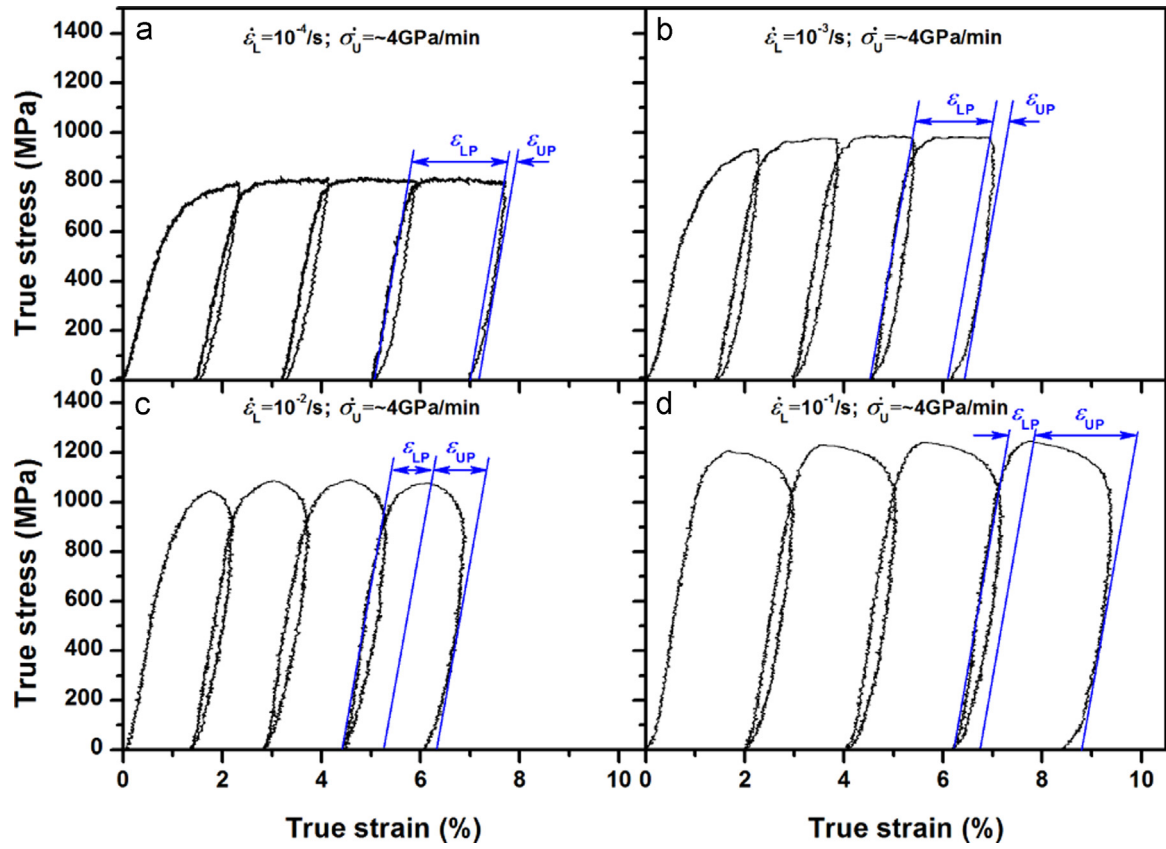 a
ε̇L=10-4/s; σ̇U=~4GPa/min
εLP
εUP
True stress (MPa)
1400
1200
1000
800
600
400
200
0
b
ε̇L=10-3/s; σ̇U=~4GPa/min
εLP
εUP
c
ε̇L=10-2/s; σ̇U=~4GPa/min
εLP
εUP
True stress (MPa)
1400
1200
1000
800
600
400
200
0
0 2 4 6 8 10
True strain (%)
d
ε̇L=10-1/s; σ̇U=~4GPa/min
εLP
εUP
0 2 4 6 8 10
True strain (%)